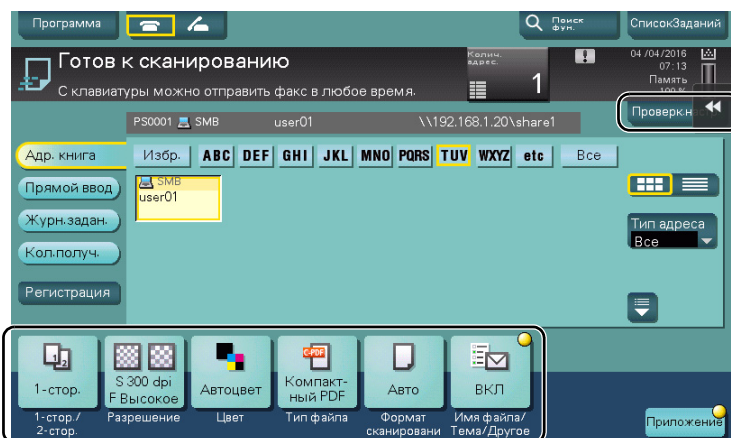 Программа
Поиск
фун.
СписокЗаданий
Готов к сканированию
С клавиатуры можно отправить факс в любое время.
Колич.
адрес.
1
04 /04/2016
07:13
Память
100 %
PS0001 SMB user01 \\192.168.1.20\share1
Проверк.н
Адр. книга
Избр. ABC DEF GHI JKL MNO PQRS TUV WXYZ etc Все
Прямой ввод
SMB
user01
Журн.задан.
Тип адреса
Все
Кол.получ.
Регистрация
1-стор.
S 300 dpi
F Высокое
Автоцвет
C-PDF
Компакт-
ный PDF
Авто
ВКЛ
1-стор./
2-стор.
Разрешение
Цвет
Тип файла
Формат
сканировани
Имя файла/
Тема/Другое
Приложение